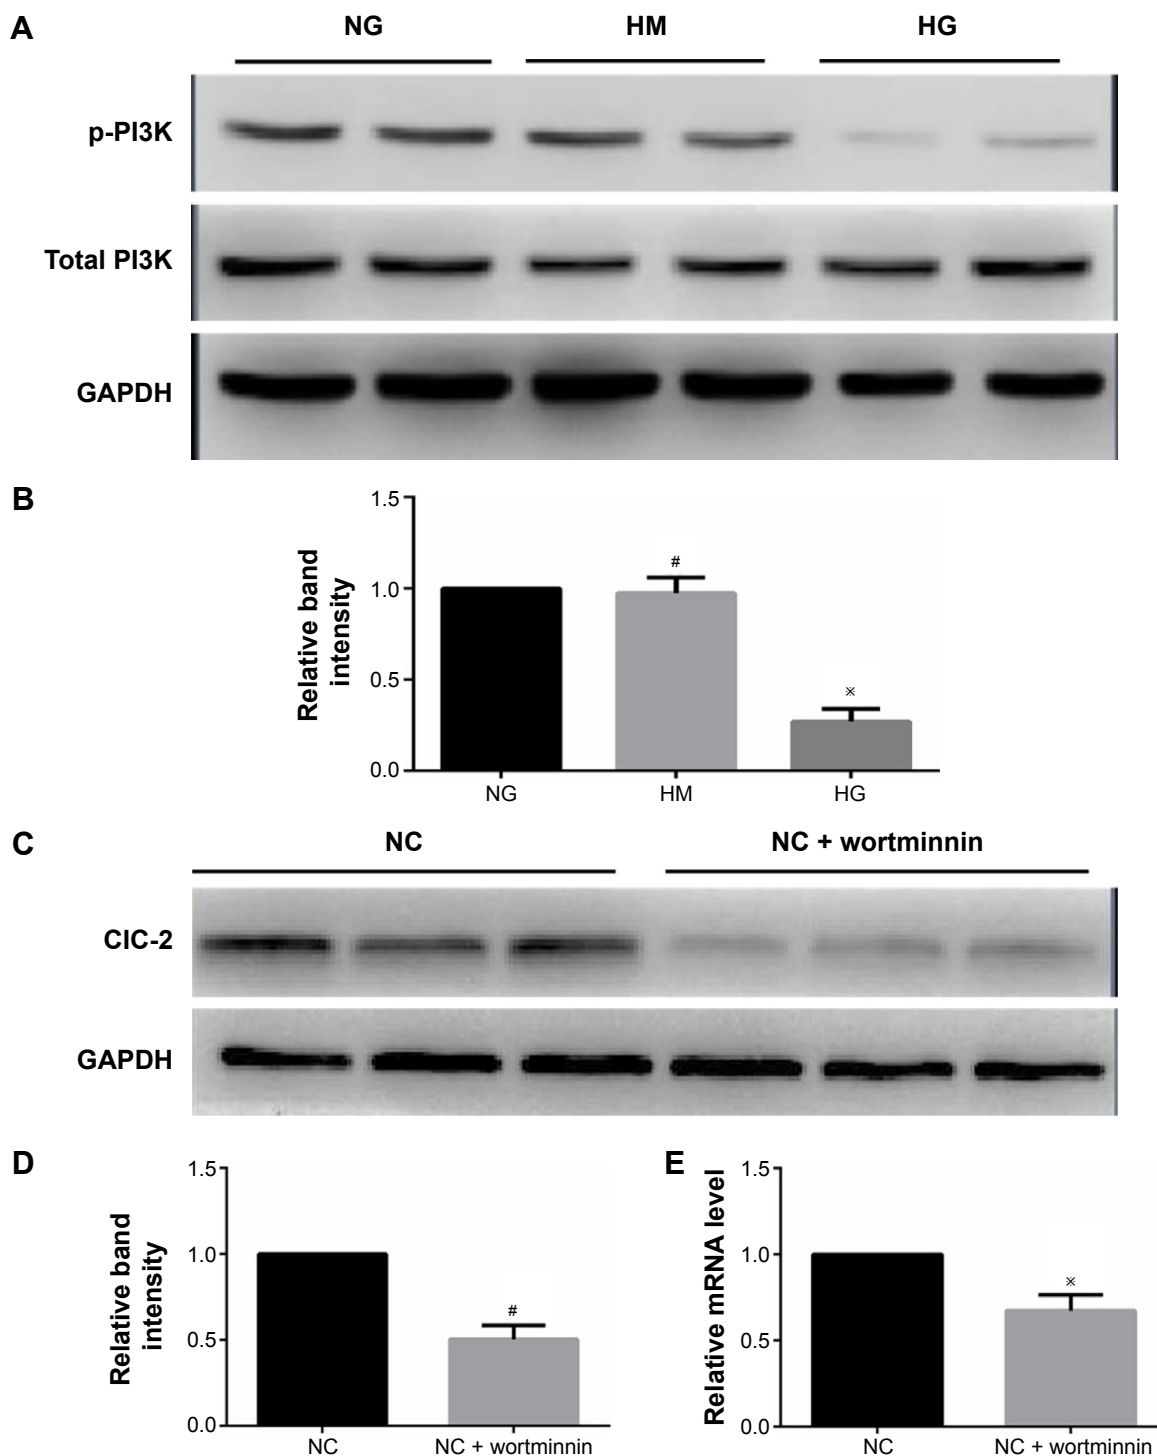 A
NG HM HG
p-PI3K
Total PI3K
GAPDH
B
Relative band
intensity
1.5
1.0
0.5
0.0
#
※
NG HM HG
C
NC NC + wortminnin
CIC-2
GAPDH
D
Relative band
intensity
1.5
1.0
0.5
0.0
#
NC NC + wortminnin
E
Relative mRNA level
1.5
1.0
0.5
0.0
※
NC NC + wortminnin